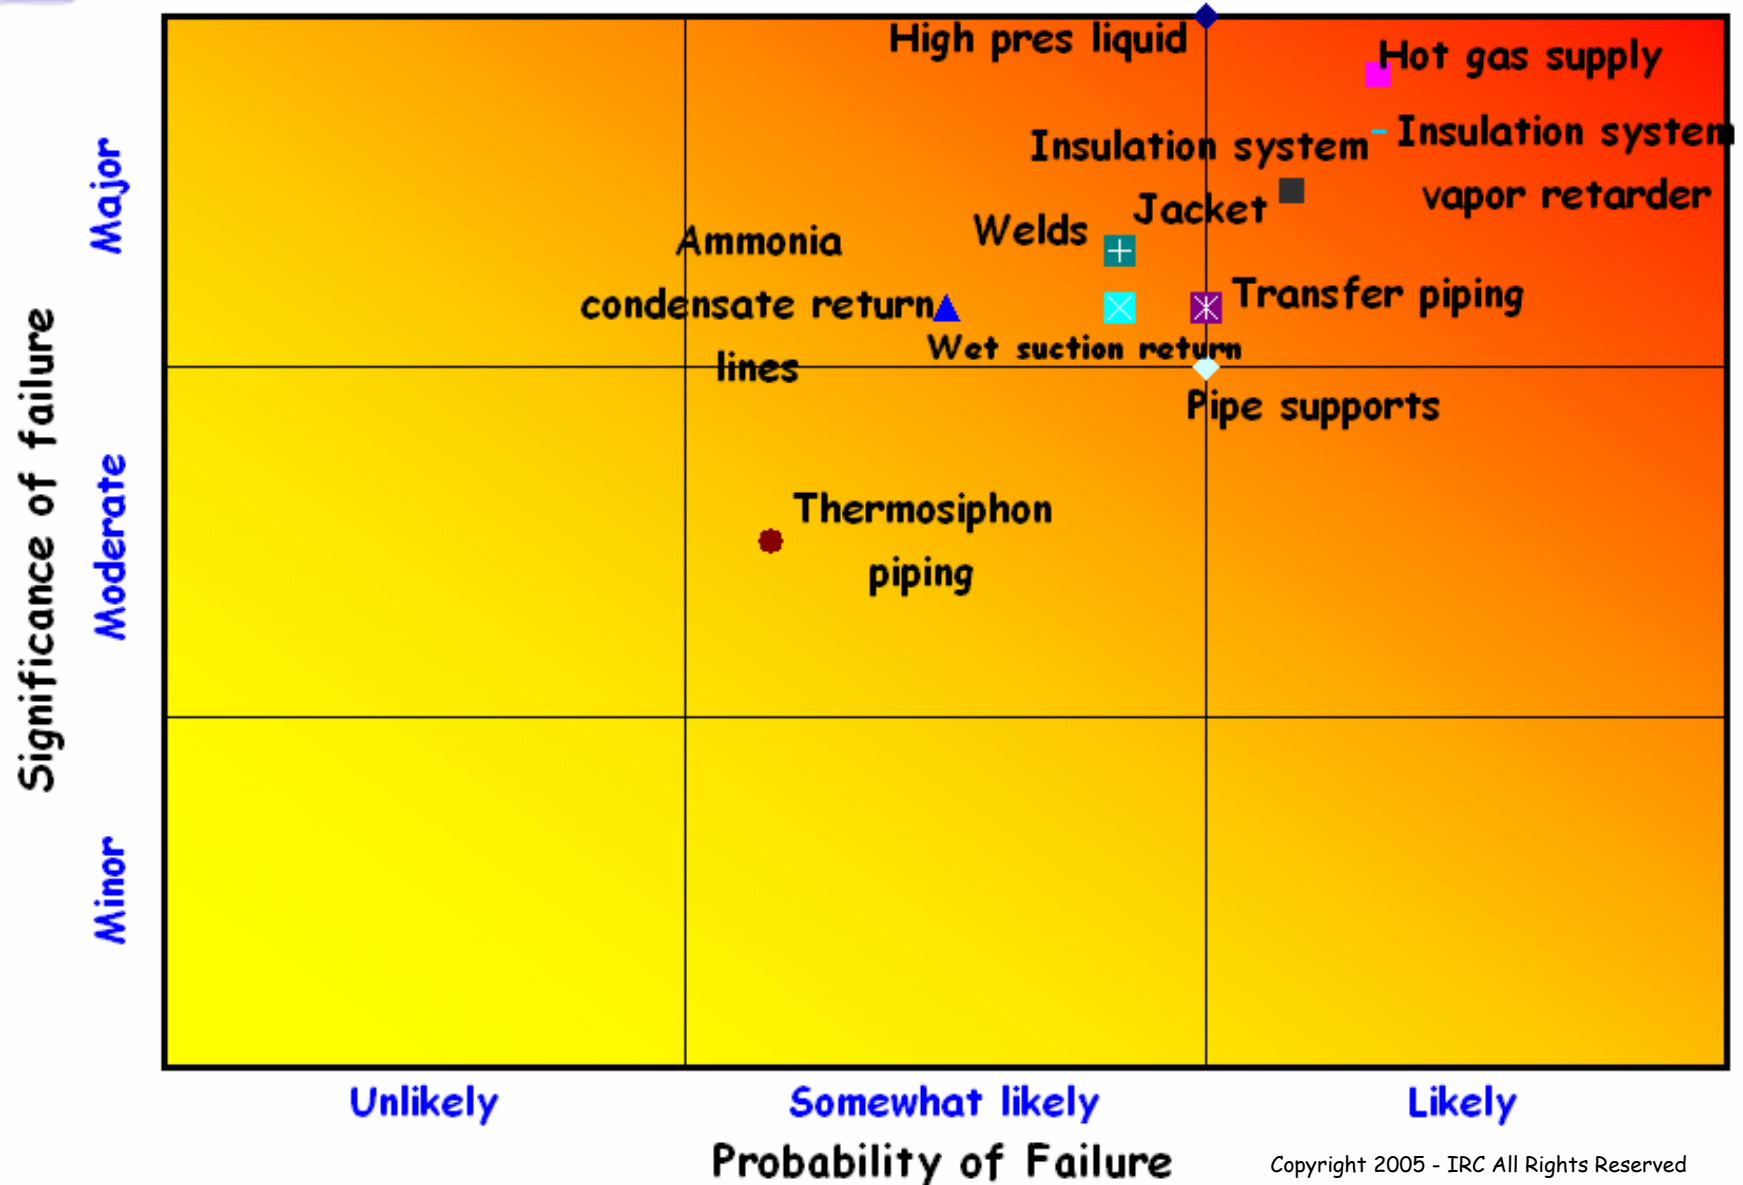 High pres liquid
Hot gas supply
Insulation system
Jacket
Insulation system
vapor retarder
Welds
Ammonia
condensate return
lines
Transfer piping
Wet suction return
Pipe supports
Thermosiphon
piping
Significance of failure
Major
Moderate
Minor
Unlikely
Somewhat likely
Likely
Probability of Failure
Copyright 2005 - IRC All Rights Reserved